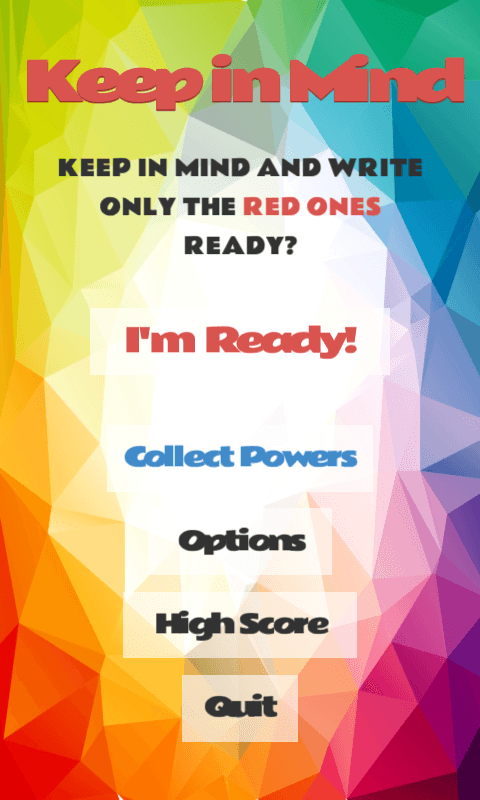 Keep in Mind
KEEP IN MIND AND WRITE
ONLY THE RED ONES
READY?
I'm Ready!
Collect Powers
Options
High Score
Quit